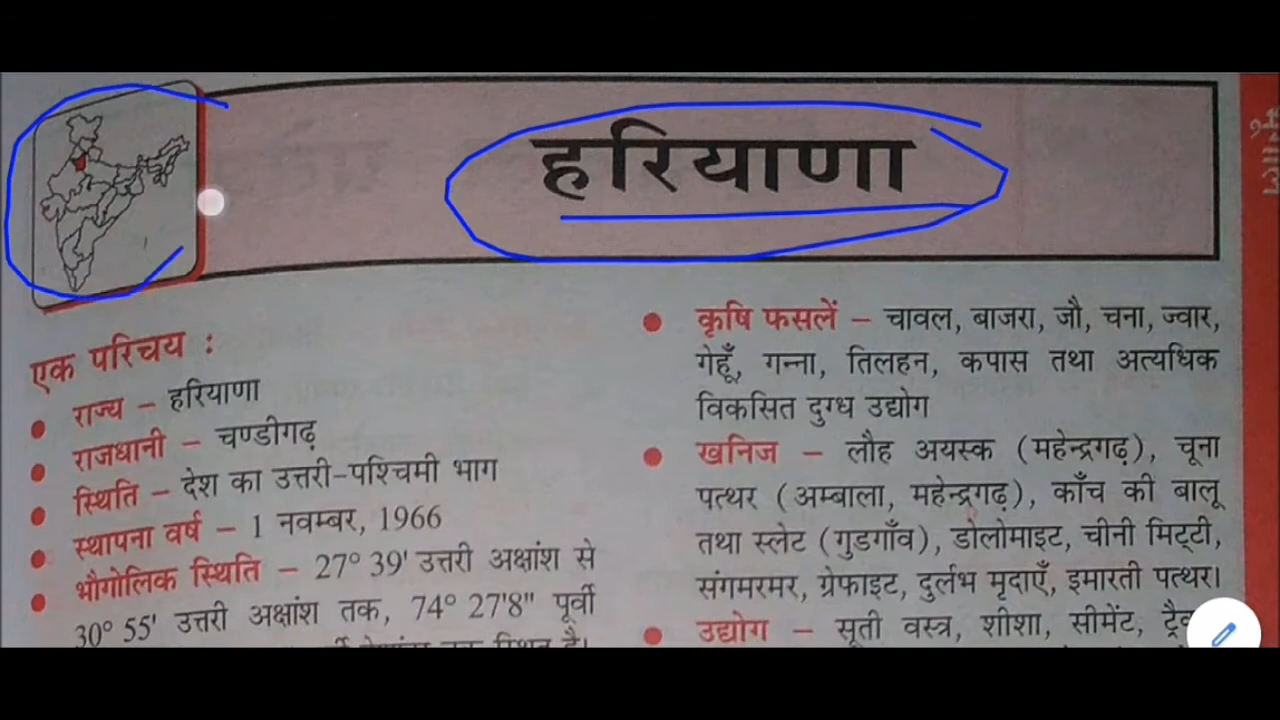 हरियाणा
भूगोल
एक परिचय :
राज्य – हरियाणा
राजधानी – चण्डीगढ़
स्थिति – देश का उत्तरी-पश्चिमी भाग
स्थापना वर्ष – 1 नवम्बर, 1966
भौगोलिक स्थिति – 27° 39' उत्तरी अक्षांश से
30° 55' उत्तरी अक्षांश तक, 74° 27'8" पूर्वी
कृषि फसलें – चावल, बाजरा, जौ, चना, ज्वार,
गेहूँ, गन्ना, तिलहन, कपास तथा अत्यधिक
विकसित दुग्ध उद्योग
खनिज – लौह अयस्क (महेन्द्रगढ़), चूना
पत्थर (अम्बाला, महेन्द्रगढ़), काँच की बालू
तथा स्लेट (गुडगाँव), डोलोमाइट, चीनी मिट्टी,
संगमरमर, ग्रेफाइट, दुर्लभ मृदाएँ, इमारती पत्थर।
उद्योग – सूती वस्त्र, शीशा, सीमेंट,